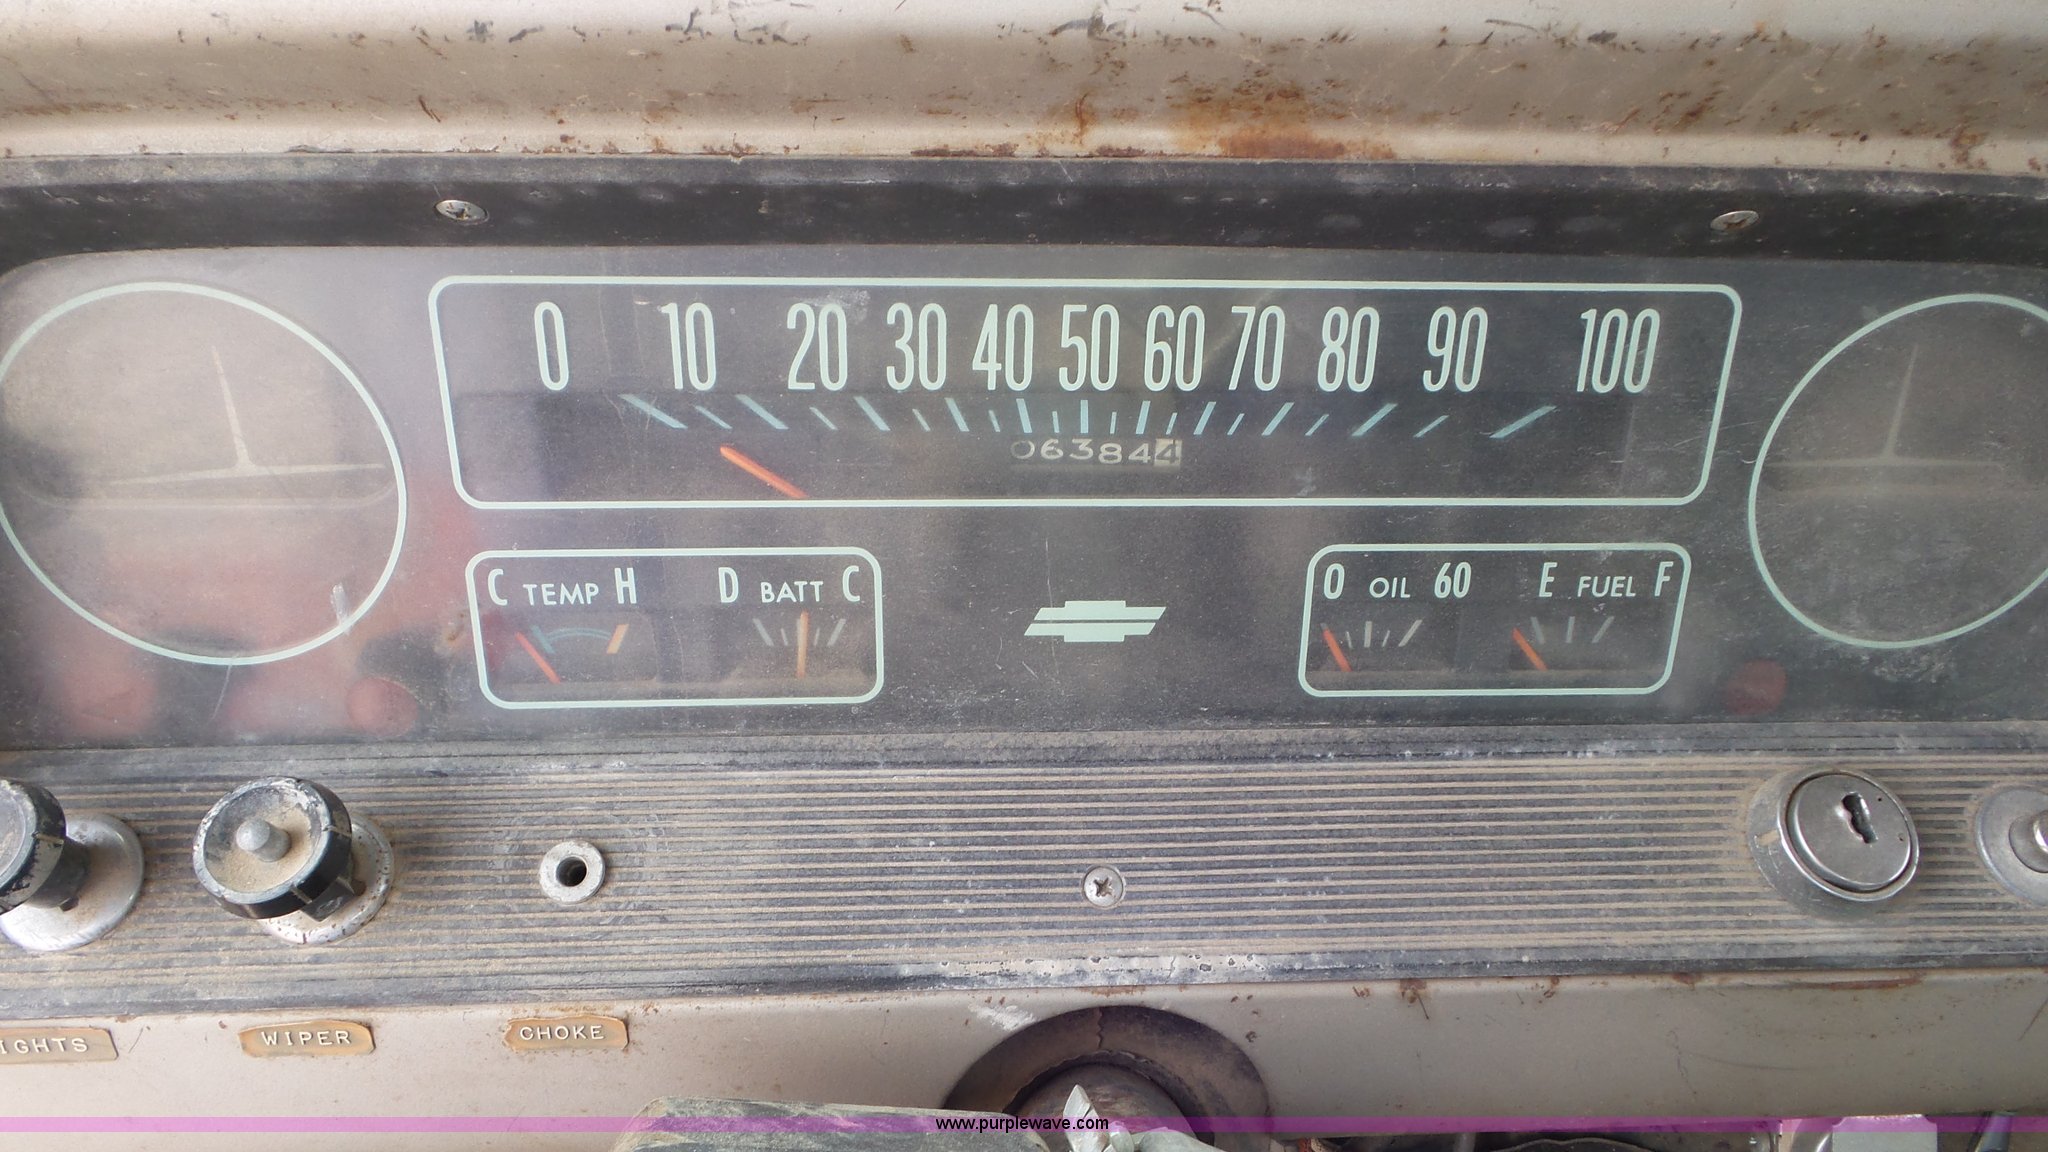 0 10 20 30 40 50 60 70 80 90 100
063844
C TEMP H D BATT C
O OIL 60 E FUEL F
IGHTS
WIPER
CHOKE
www.purplewave.com